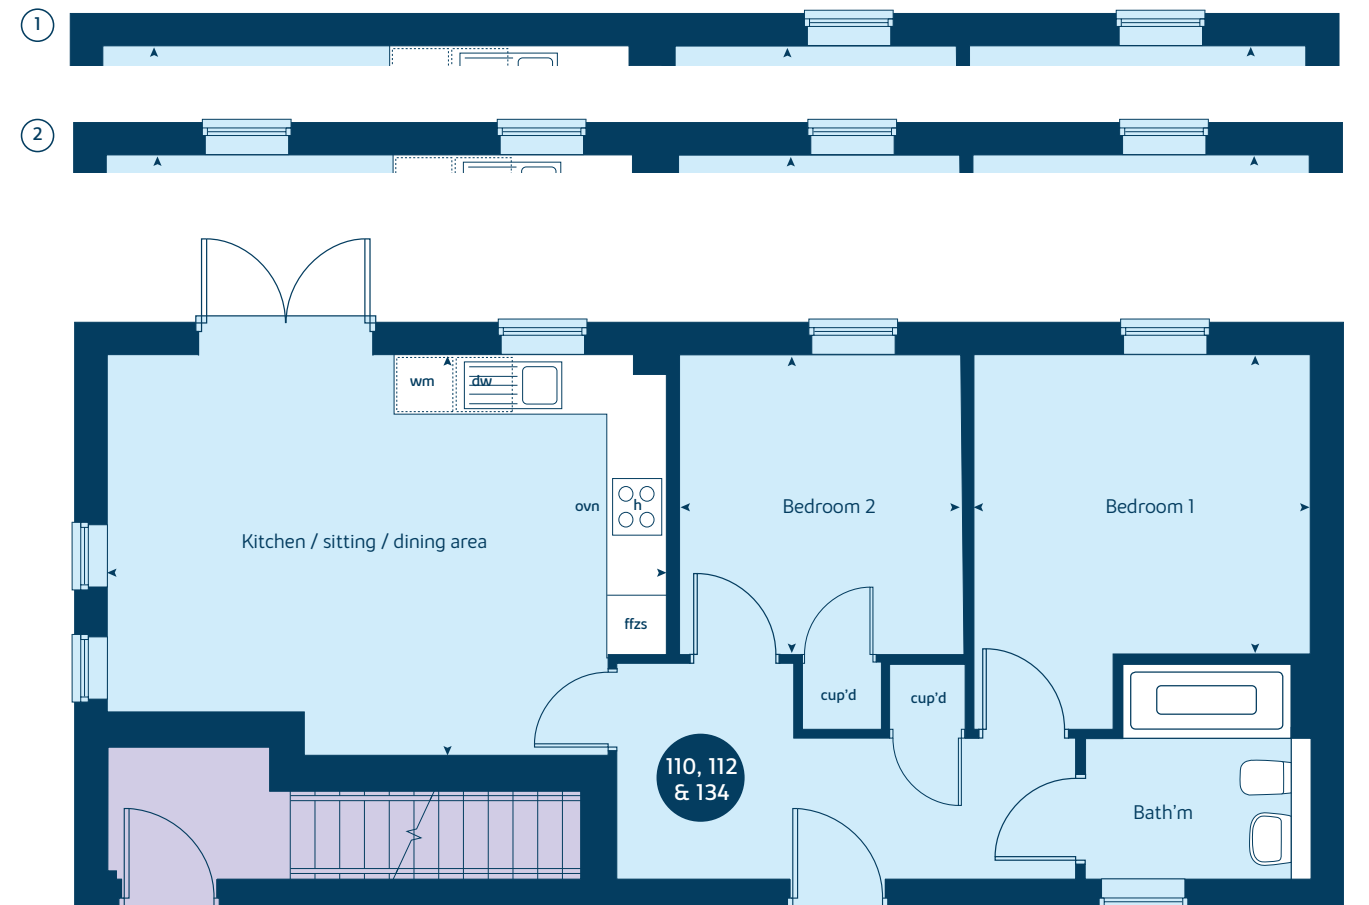 1
2
wm
dw
ovn
h
Bedroom 2
Bedroom 1
Kitchen / sitting / dining area
ffzs
cup'd
cup'd
110, 112
& 134
Bath'm